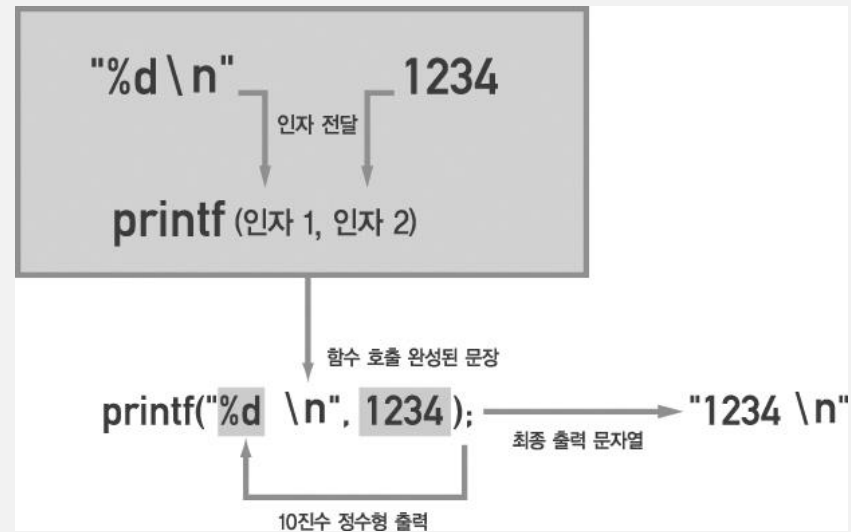 "%d \ n" 1234
인자 전달
printf (인자 1, 인자 2)
함수 호출 완성된 문장
printf("%d \n", 1234); "1234 \n"
최종 출력 문자열
10진수 정수형 출력